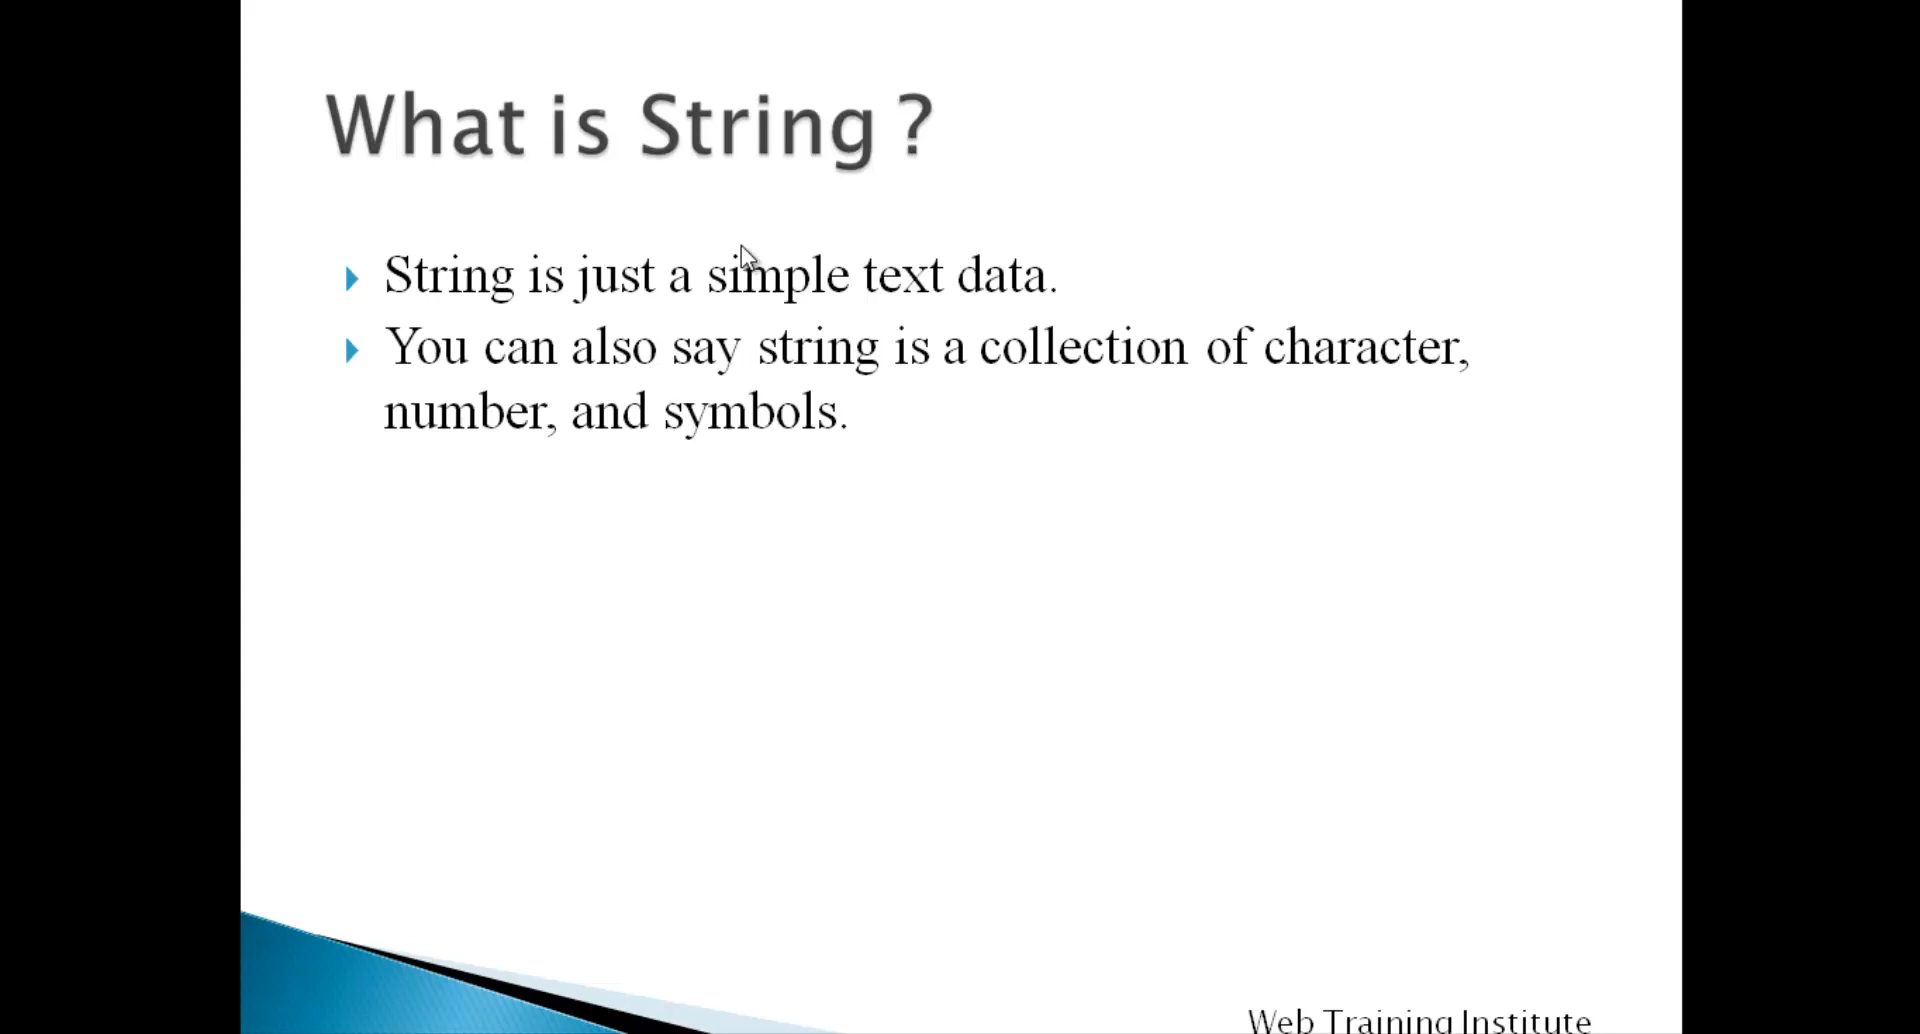 What is String ?
String is just a simple text data.
You can also say string is a collection of character,
number, and symbols.
Web Training Institute